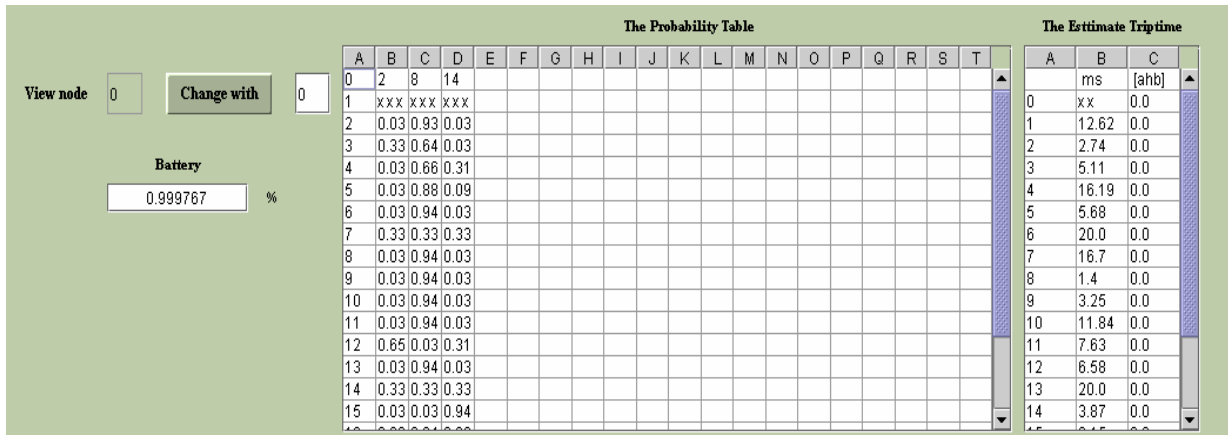 The Probability Table
The Esttimate Triptime
View node 0 Change with 0
Battery
0.999767 %
A B C D E F G H I J K L M N O P Q R S T
0 2 8 14
1 xxx xxx xxx
2 0.03 0.93 0.03
3 0.33 0.64 0.03
4 0.03 0.66 0.31
5 0.03 0.88 0.09
6 0.03 0.94 0.03
7 0.33 0.33 0.33
8 0.03 0.94 0.03
9 0.03 0.94 0.03
10 0.03 0.94 0.03
11 0.03 0.94 0.03
12 0.65 0.03 0.31
13 0.03 0.94 0.03
14 0.33 0.33 0.33
15 0.03 0.03 0.94
A B C
ms [ahb]
0 xx 0.0
1 12.62 0.0
2 2.74 0.0
3 5.11 0.0
4 16.19 0.0
5 5.68 0.0
6 20.0 0.0
7 16.7 0.0
8 1.4 0.0
9 3.25 0.0
10 11.84 0.0
11 7.63 0.0
12 6.58 0.0
13 20.0 0.0
14 3.87 0.0